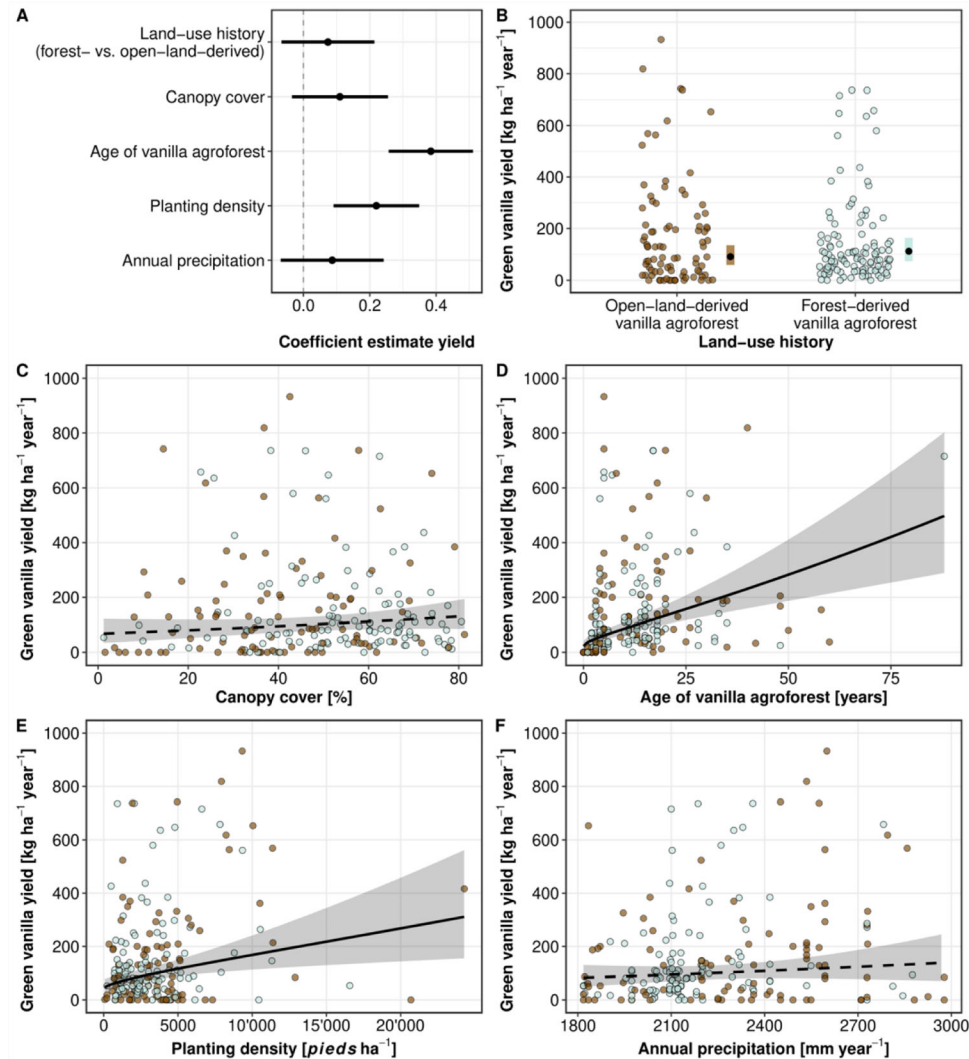 A
Land−use history
(forest− vs. open−land−derived)
Canopy cover
Age of vanilla agroforest
Planting density
Annual precipitation
0.0 0.2 0.4
Coefficient estimate yield
B
Green vanilla yield [kg ha−1 year−1]
1000
800
600
400
200
0
Open−land−derived
vanilla agroforest
Forest−derived
vanilla agroforest
Land−use history
C
Green vanilla yield [kg ha−1 year−1]
1000
800
600
400
200
0
0 20 40 60 80
Canopy cover [%]
D
Green vanilla yield [kg ha−1 year−1]
1000
800
600
400
200
0
0 25 50 75
Age of vanilla agroforest [years]
E
Green vanilla yield [kg ha−1 year−1]
1000
800
600
400
200
0
0 5000 10'000 15'000 20'000
Planting density [pieds ha−1]
F
Green vanilla yield [kg ha−1 year−1]
1000
800
600
400
200
0
1800 2100 2400 2700 3000
Annual precipitation [mm year−1]